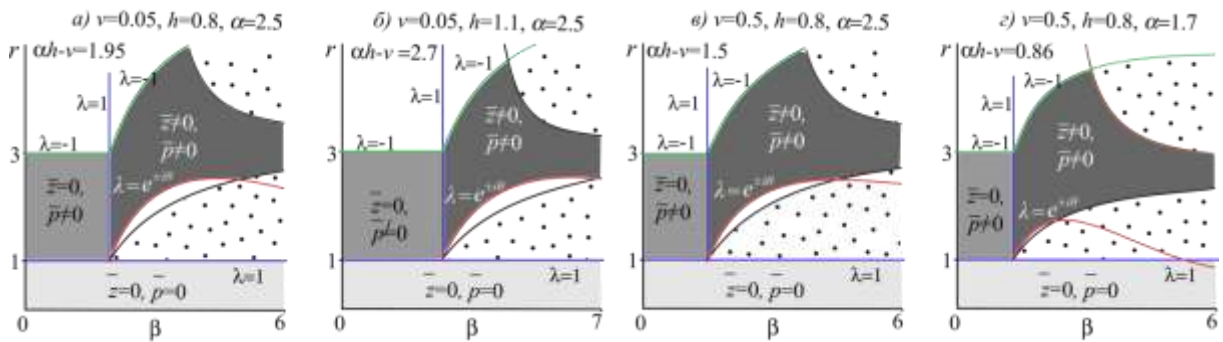 а) ν=0.05, h=0.8, α=2.5
r
αh-ν=1.95
λ=-1
λ=1
z̄≠0,
p̄≠0
3
λ=-1
z̄=0,
p̄≠0
λ=e^±iθ
1
λ=1
z̄=0, p̄=0
0
β
6
б) ν=0.05, h=1.1, α=2.5
αh-ν=2.7
λ=-1
λ=1
z̄≠0,
p̄≠0
3
λ=-1
z̄=0,
p̄≠0
λ=e^±iθ
1
λ=1
z̄=0, p̄=0
0
β
7
в) ν=0.5, h=0.8, α=2.5
αh-ν=1.5
λ=-1
λ=1
z̄≠0,
p̄≠0
3
λ=-1
z̄=0,
p̄≠0
λ=e^±iθ
1
λ=1
z̄=0, p̄=0
0
β
6
г) ν=0.5, h=0.8, α=1.7
r
αh-ν=0.86
λ=-1
λ=1
z̄≠0,
p̄≠0
3
λ=-1
z̄=0,
p̄≠0
λ=e^±iθ
1
λ=1
z̄=0, p̄=0
0
β
6